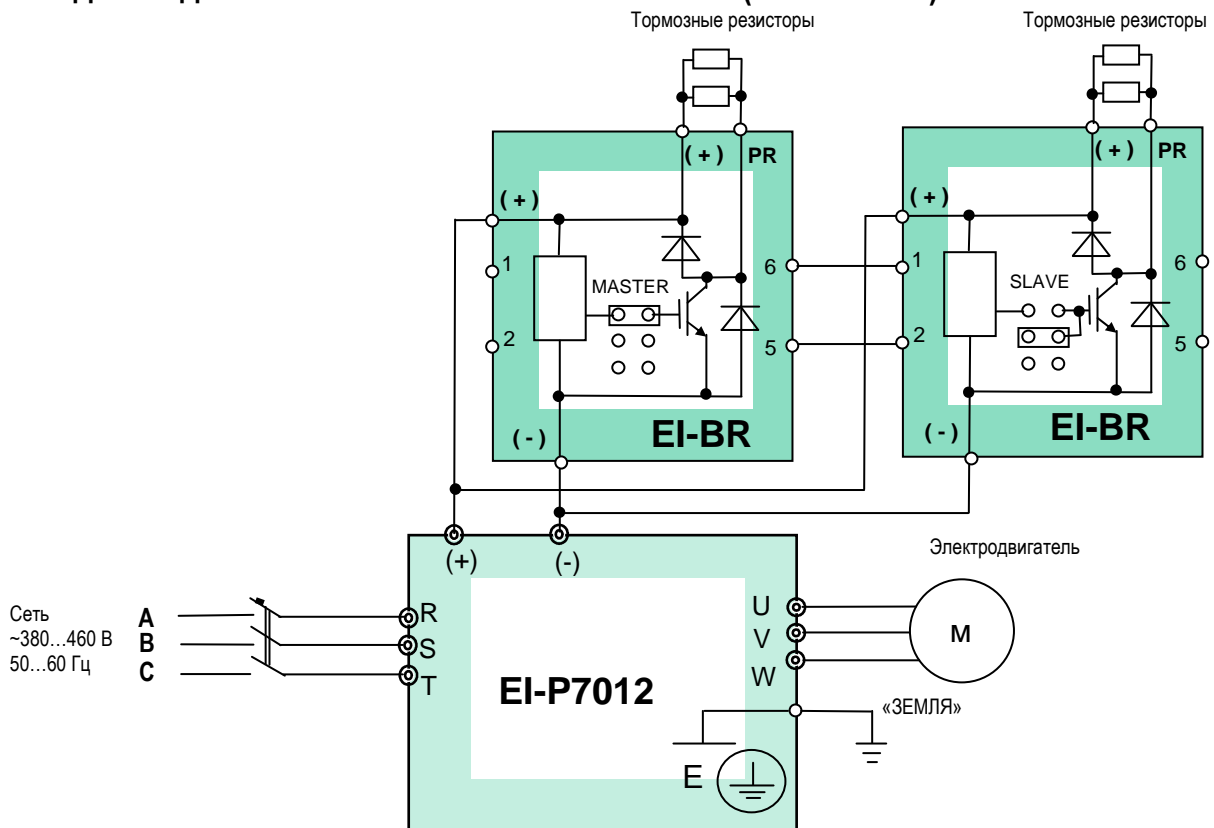 Тормозные резисторы
Тормозные резисторы
(+) PR
(+) PR
(+)
(+)
1
6
1
6
MASTER
SLAVE
2
5
2
5
(-)
EI-BR
(-)
EI-BR
(+)
(-)
Электродвигатель
Сеть
~380...460 В
50...60 Гц
A
B
C
R
S
T
U
V
W
M
EI-P7012
«ЗЕМЛЯ»
E